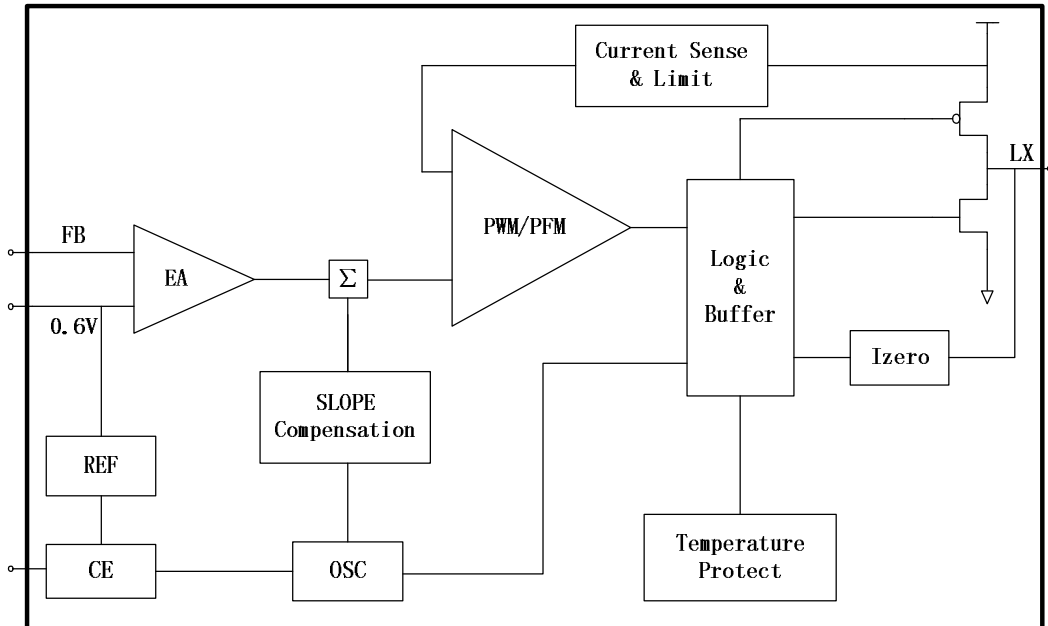 Current Sense
& Limit
LX
FB
EA
Σ
PWM/PFM
Logic
&
Buffer
0.6V
Izero
SLOPE
Compensation
REF
CE
OSC
Temperature
Protect